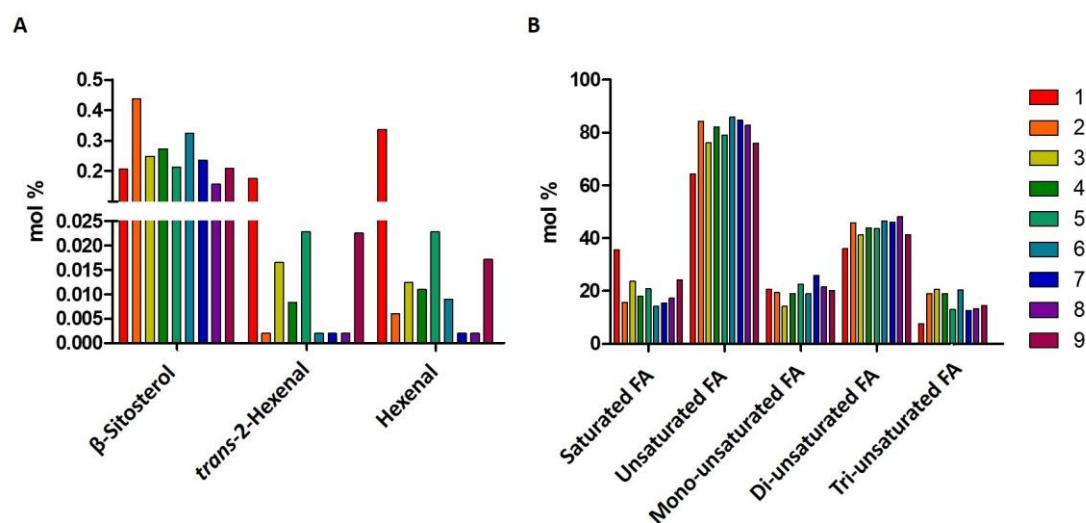 A
mol %
0.5
0.4
0.3
0.2
0.025
0.020
0.015
0.010
0.005
0.000
β-Sitosterol
trans-2-Hexenal
Hexenal
B
mol %
100
80
60
40
20
0
Saturated FA
Unsaturated FA
Mono-unsaturated FA
Di-unsaturated FA
Tri-unsaturated FA
1
2
3
4
5
6
7
8
9